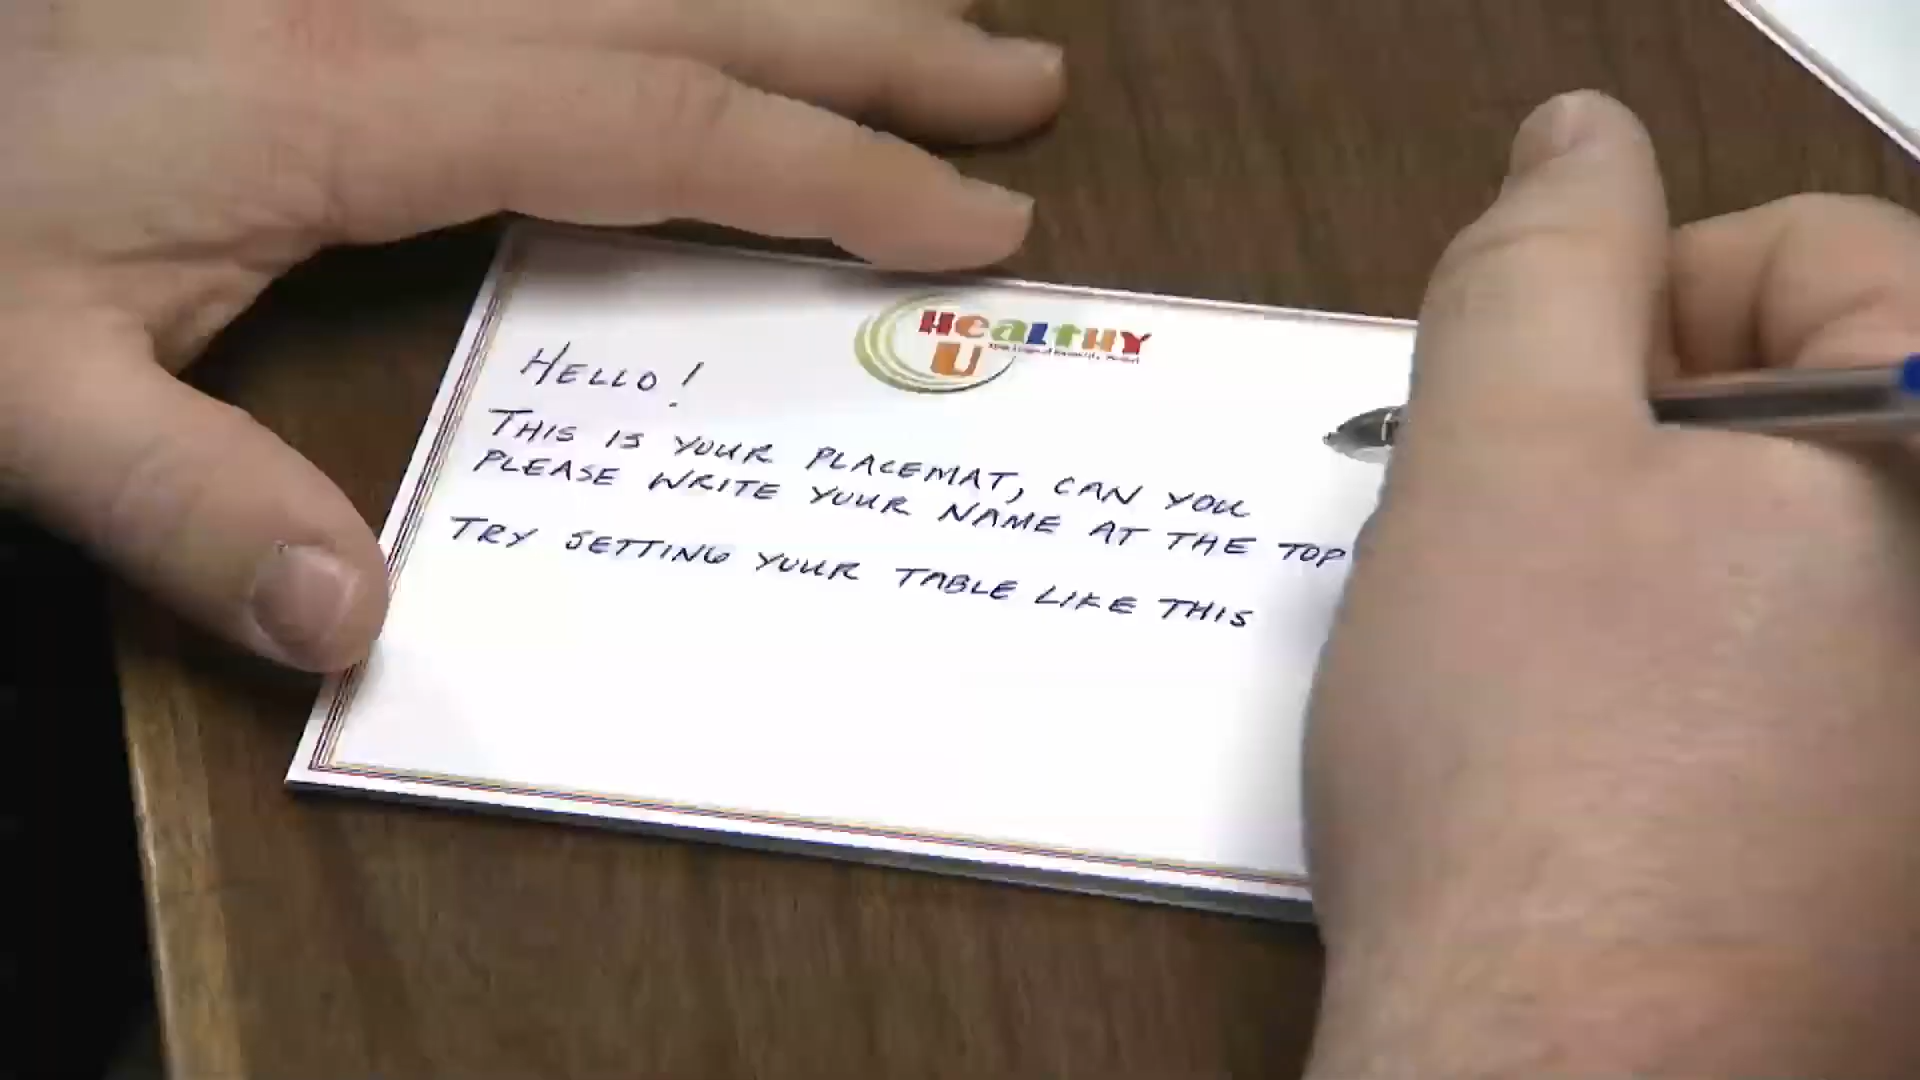 HeaLtHY
U
HELLO!
THIS IS YOUR PLACEMAT, CAN YOU
PLEASE WRITE YOUR NAME AT THE TOP
TRY SETTING YOUR TABLE LIKE THIS